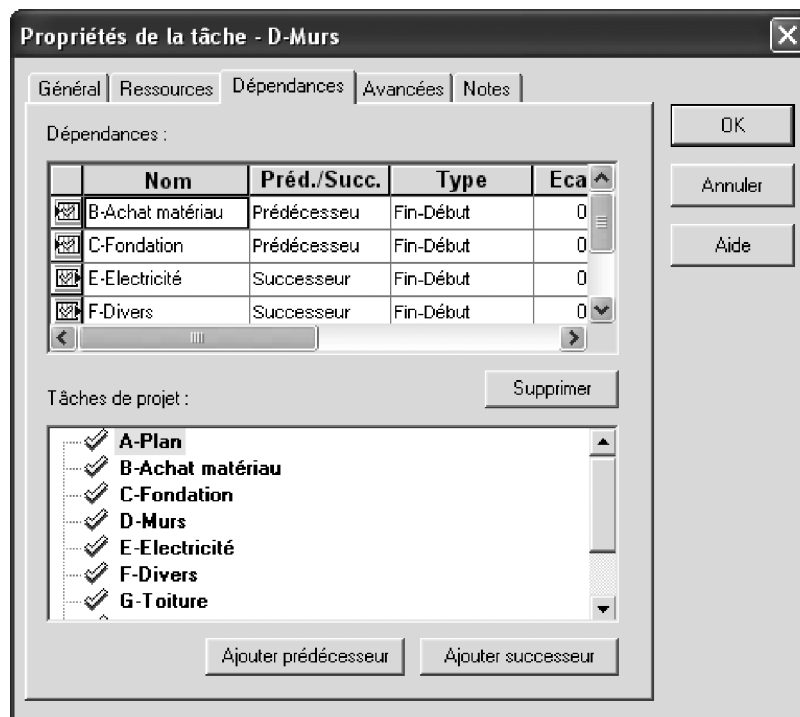 Propriétés de la tâche - D-Murs
Général Ressources Dépendances Avancées Notes
OK
Annuler
Aide
Dépendances :
Nom Préd./Succ. Type Eca
B-Achat matériau Prédécesseu Fin-Début 0
C-Fondation Prédécesseu Fin-Début 0
E-Electricité Successeur Fin-Début 0
F-Divers Successeur Fin-Début 0
Supprimer
Tâches de projet :
A-Plan
B-Achat matériau
C-Fondation
D-Murs
E-Electricité
F-Divers
G-Toiture
Ajouter prédécesseur Ajouter successeur